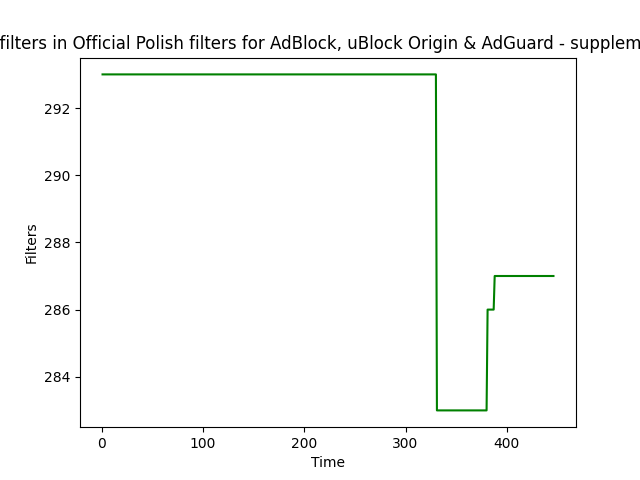 filters in Official Polish filters for AdBlock, uBlock Origin & AdGuard - supplem
292
290
288
286
284
Filters
0 100 200 300 400
Time